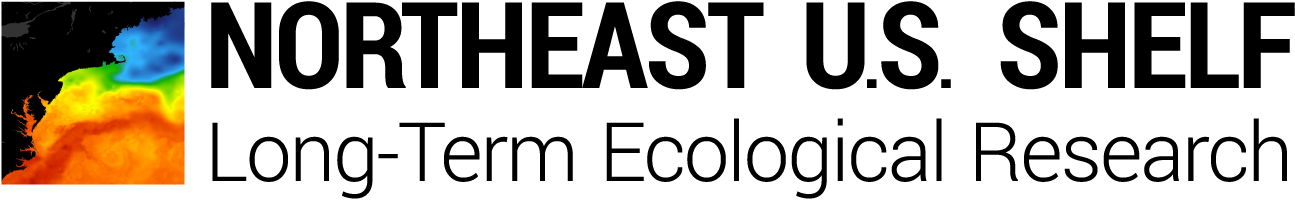 NORTHEAST U.S. SHELF
Long-Term Ecological Research